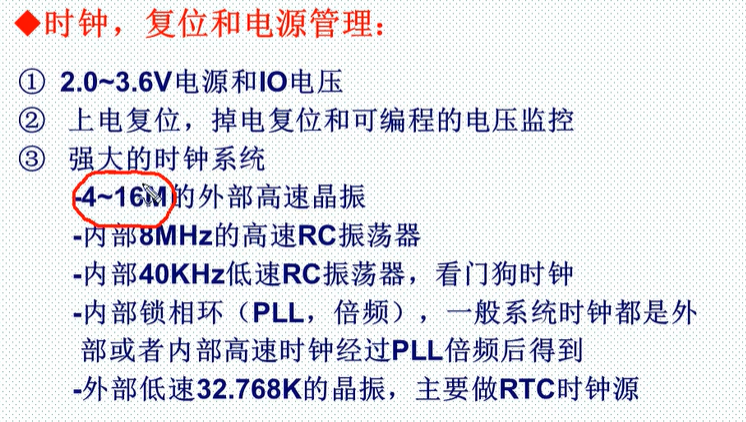 ◆时钟，复位和电源管理：
① 2.0~3.6V电源和IO电压
② 上电复位，掉电复位和可编程的电压监控
③ 强大的时钟系统
-4~16M的外部高速晶振
-内部8MHz的高速RC振荡器
-内部40KHz低速RC振荡器，看门狗时钟
-内部锁相环（PLL，倍频），一般系统时钟都是外
部或者内部高速时钟经过PLL倍频后得到
-外部低速32.768K的晶振，主要做RTC时钟源